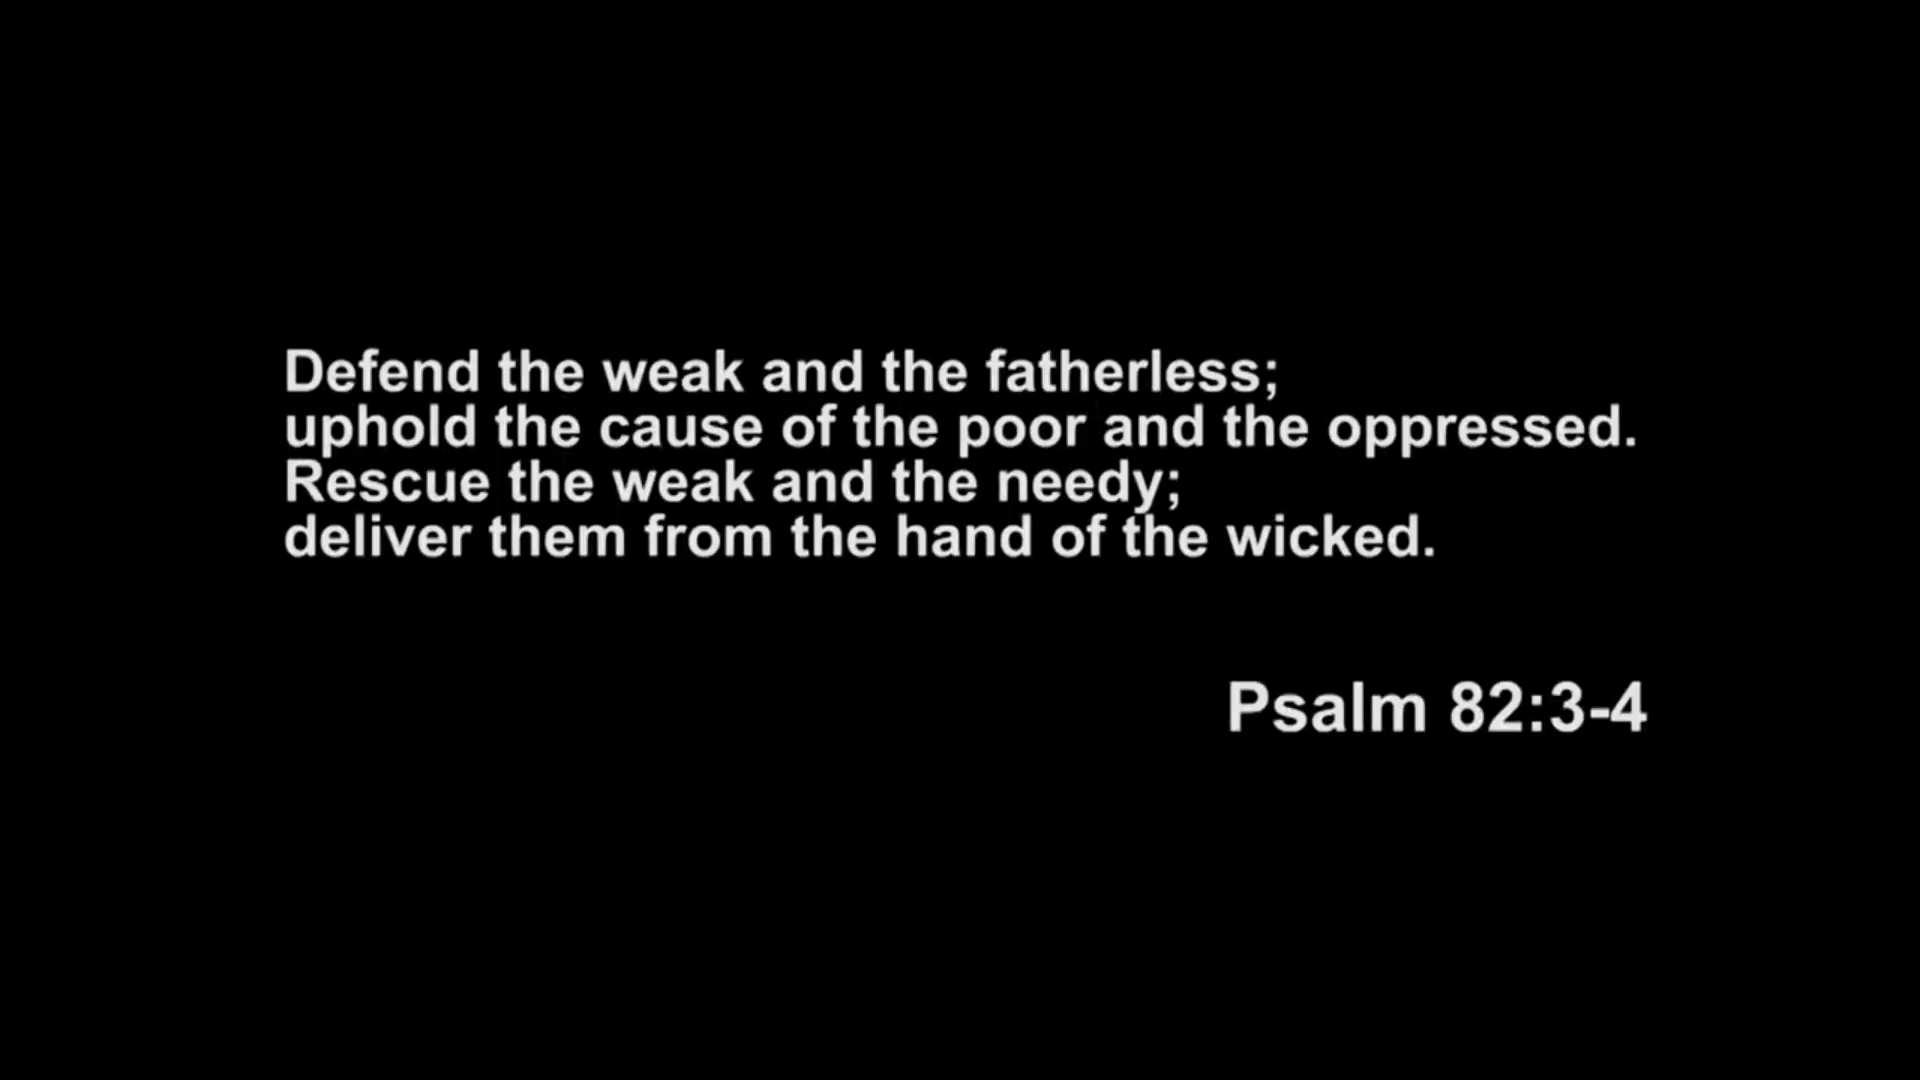 Defend the weak and the fatherless;
uphold the cause of the poor and the oppressed.
Rescue the weak and the needy;
deliver them from the hand of the wicked.
Psalm 82:3-4